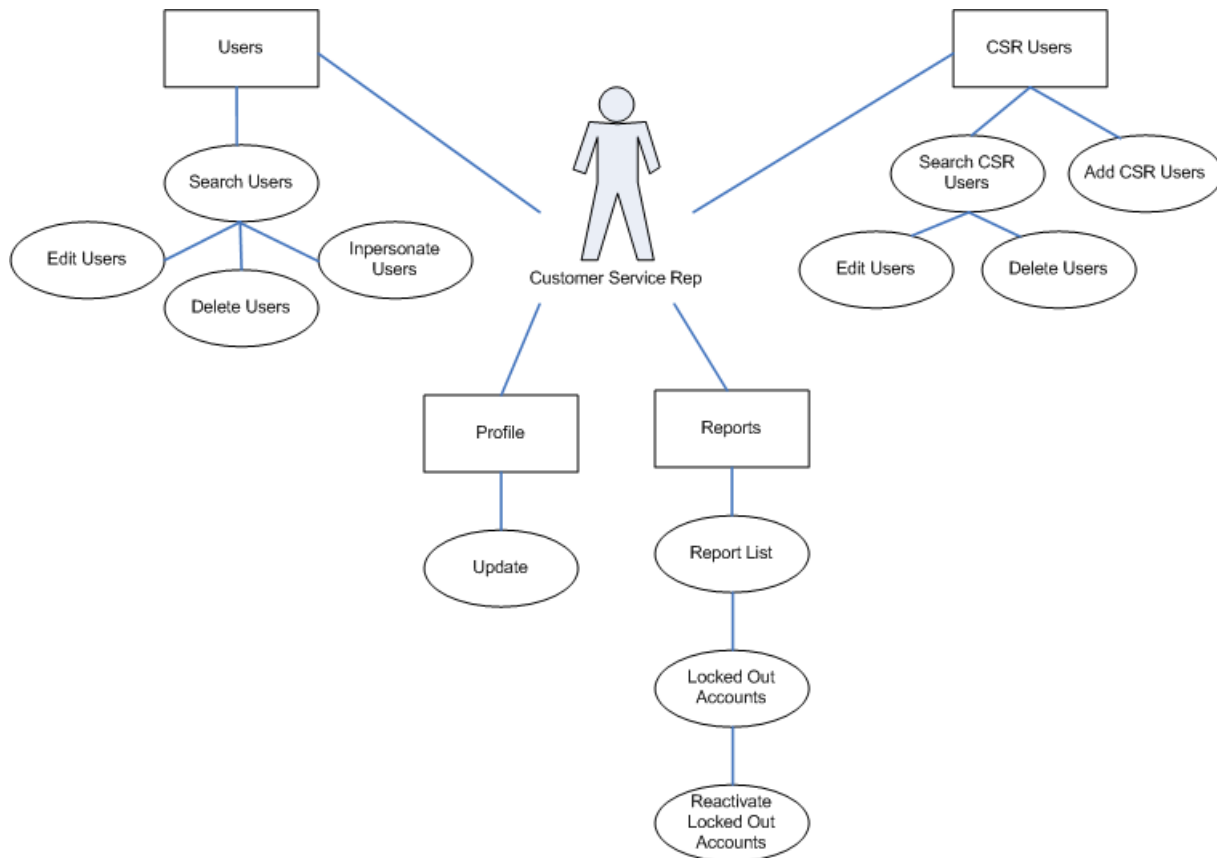 Users
CSR Users
Search Users
Search CSR
Users
Add CSR Users
Edit Users
Inpersonate
Users
Delete Users
Edit Users
Delete Users
Customer Service Rep
Profile
Reports
Update
Report List
Locked Out
Accounts
Reactivate
Locked Out
Accounts